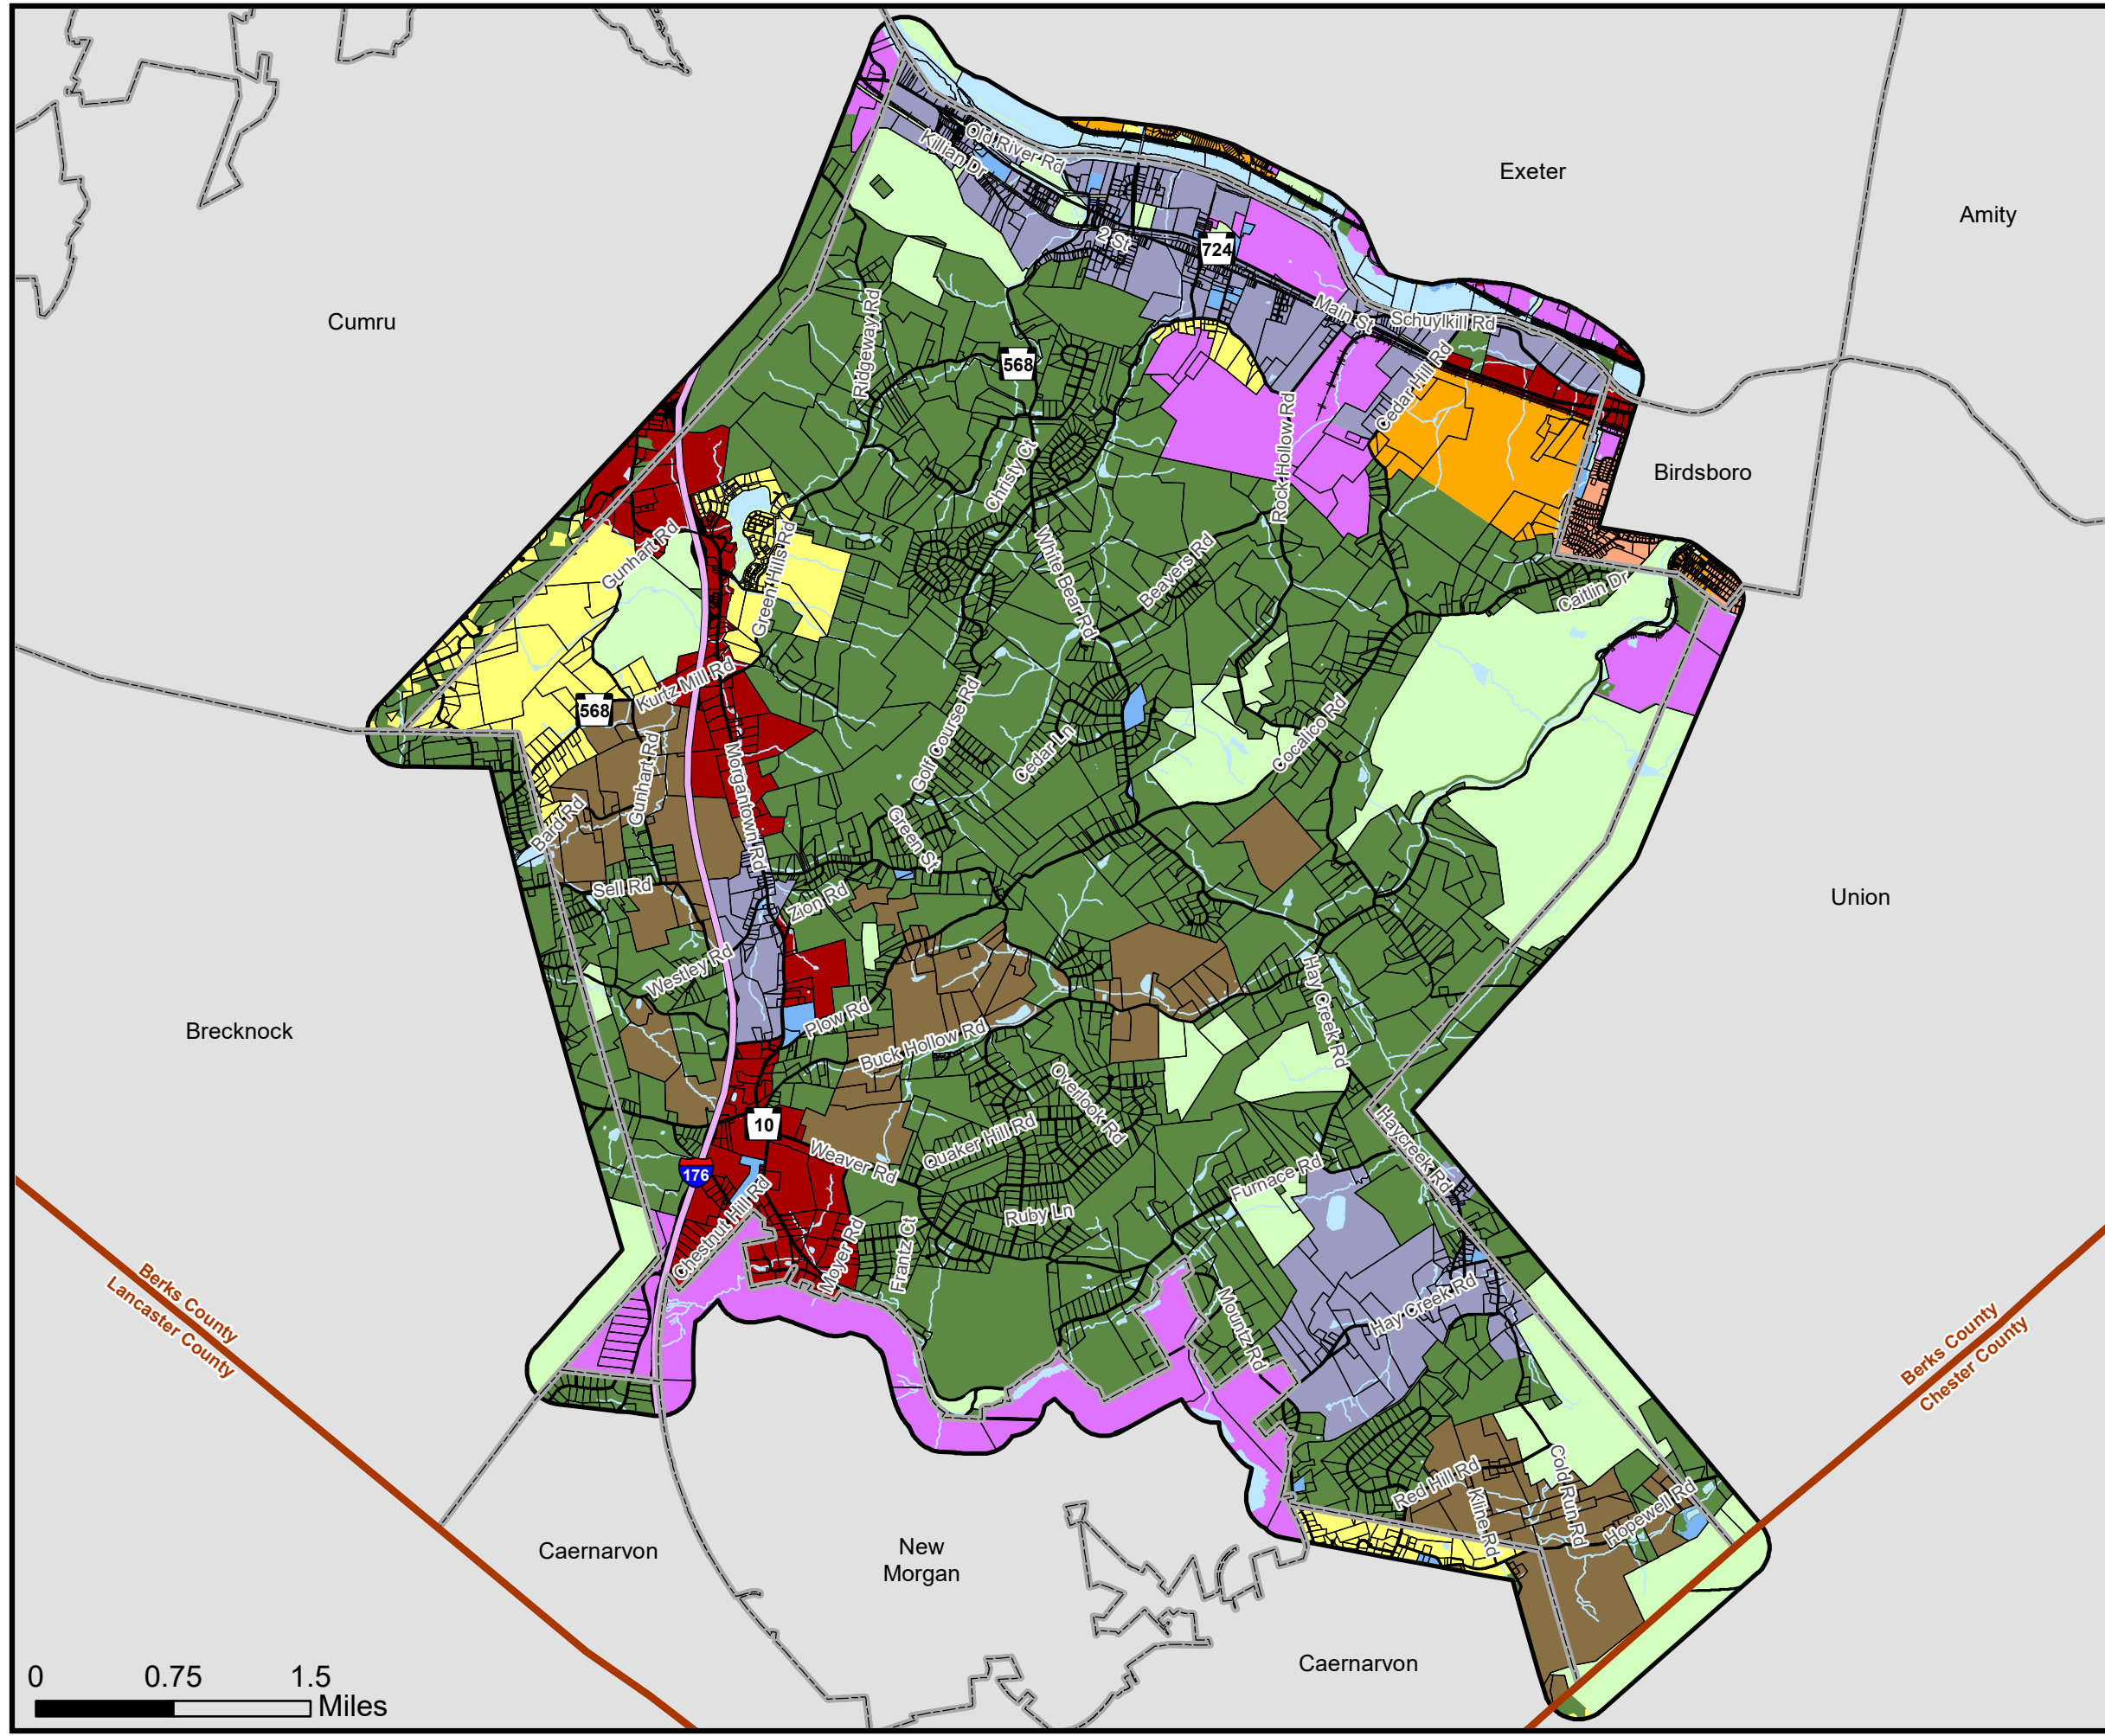 Exeter
Amity
Old River Rd
Killan Dr
2 St
724
Cumru
Main St
Schuylkill Rd
Ridgeway Rd
568
Cedar Hill Rd
Rock Hollow Rd
Birdsboro
Christy Ct
Gunhart Rd
Green Hills Rd
White Bear Rd
Beavers Rd
Caitlin Dr
Kurtz Mill Rd
568
Golf Course Rd
Cedar Ln
Cocalico Rd
Gunhart Rd
Morgantown Rd
Bard Rd
Green St
Sell Rd
Zion Rd
Union
Westley Rd
Hay Creek Rd
Plow Rd
Brecknock
Buck Hollow Rd
Overlook Rd
10
Haycreek Rd
Quaker Hill Rd
Weaver Rd
176
Furnace Rd
Chestnut Hill Rd
Ruby Ln
Moyer Rd
Frantz Ct
Berks County
Lancaster County
Mountz Rd
Hay Creek Rd
Berks County
Chester County
Red Hill Rd
Kline Rd
Cold Run Rd
Hopewell Rd
Caernarvon
New
Morgan
Caernarvon
0 0.75 1.5
Miles